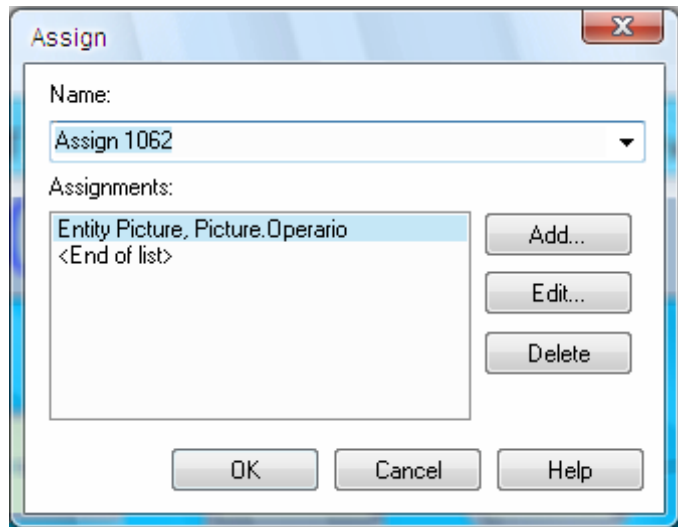 Assign
Name:
Assign 1062
Assignments:
Entity Picture, Picture.Operario
<End of list>
Add...
Edit...
Delete
OK
Cancel
Help